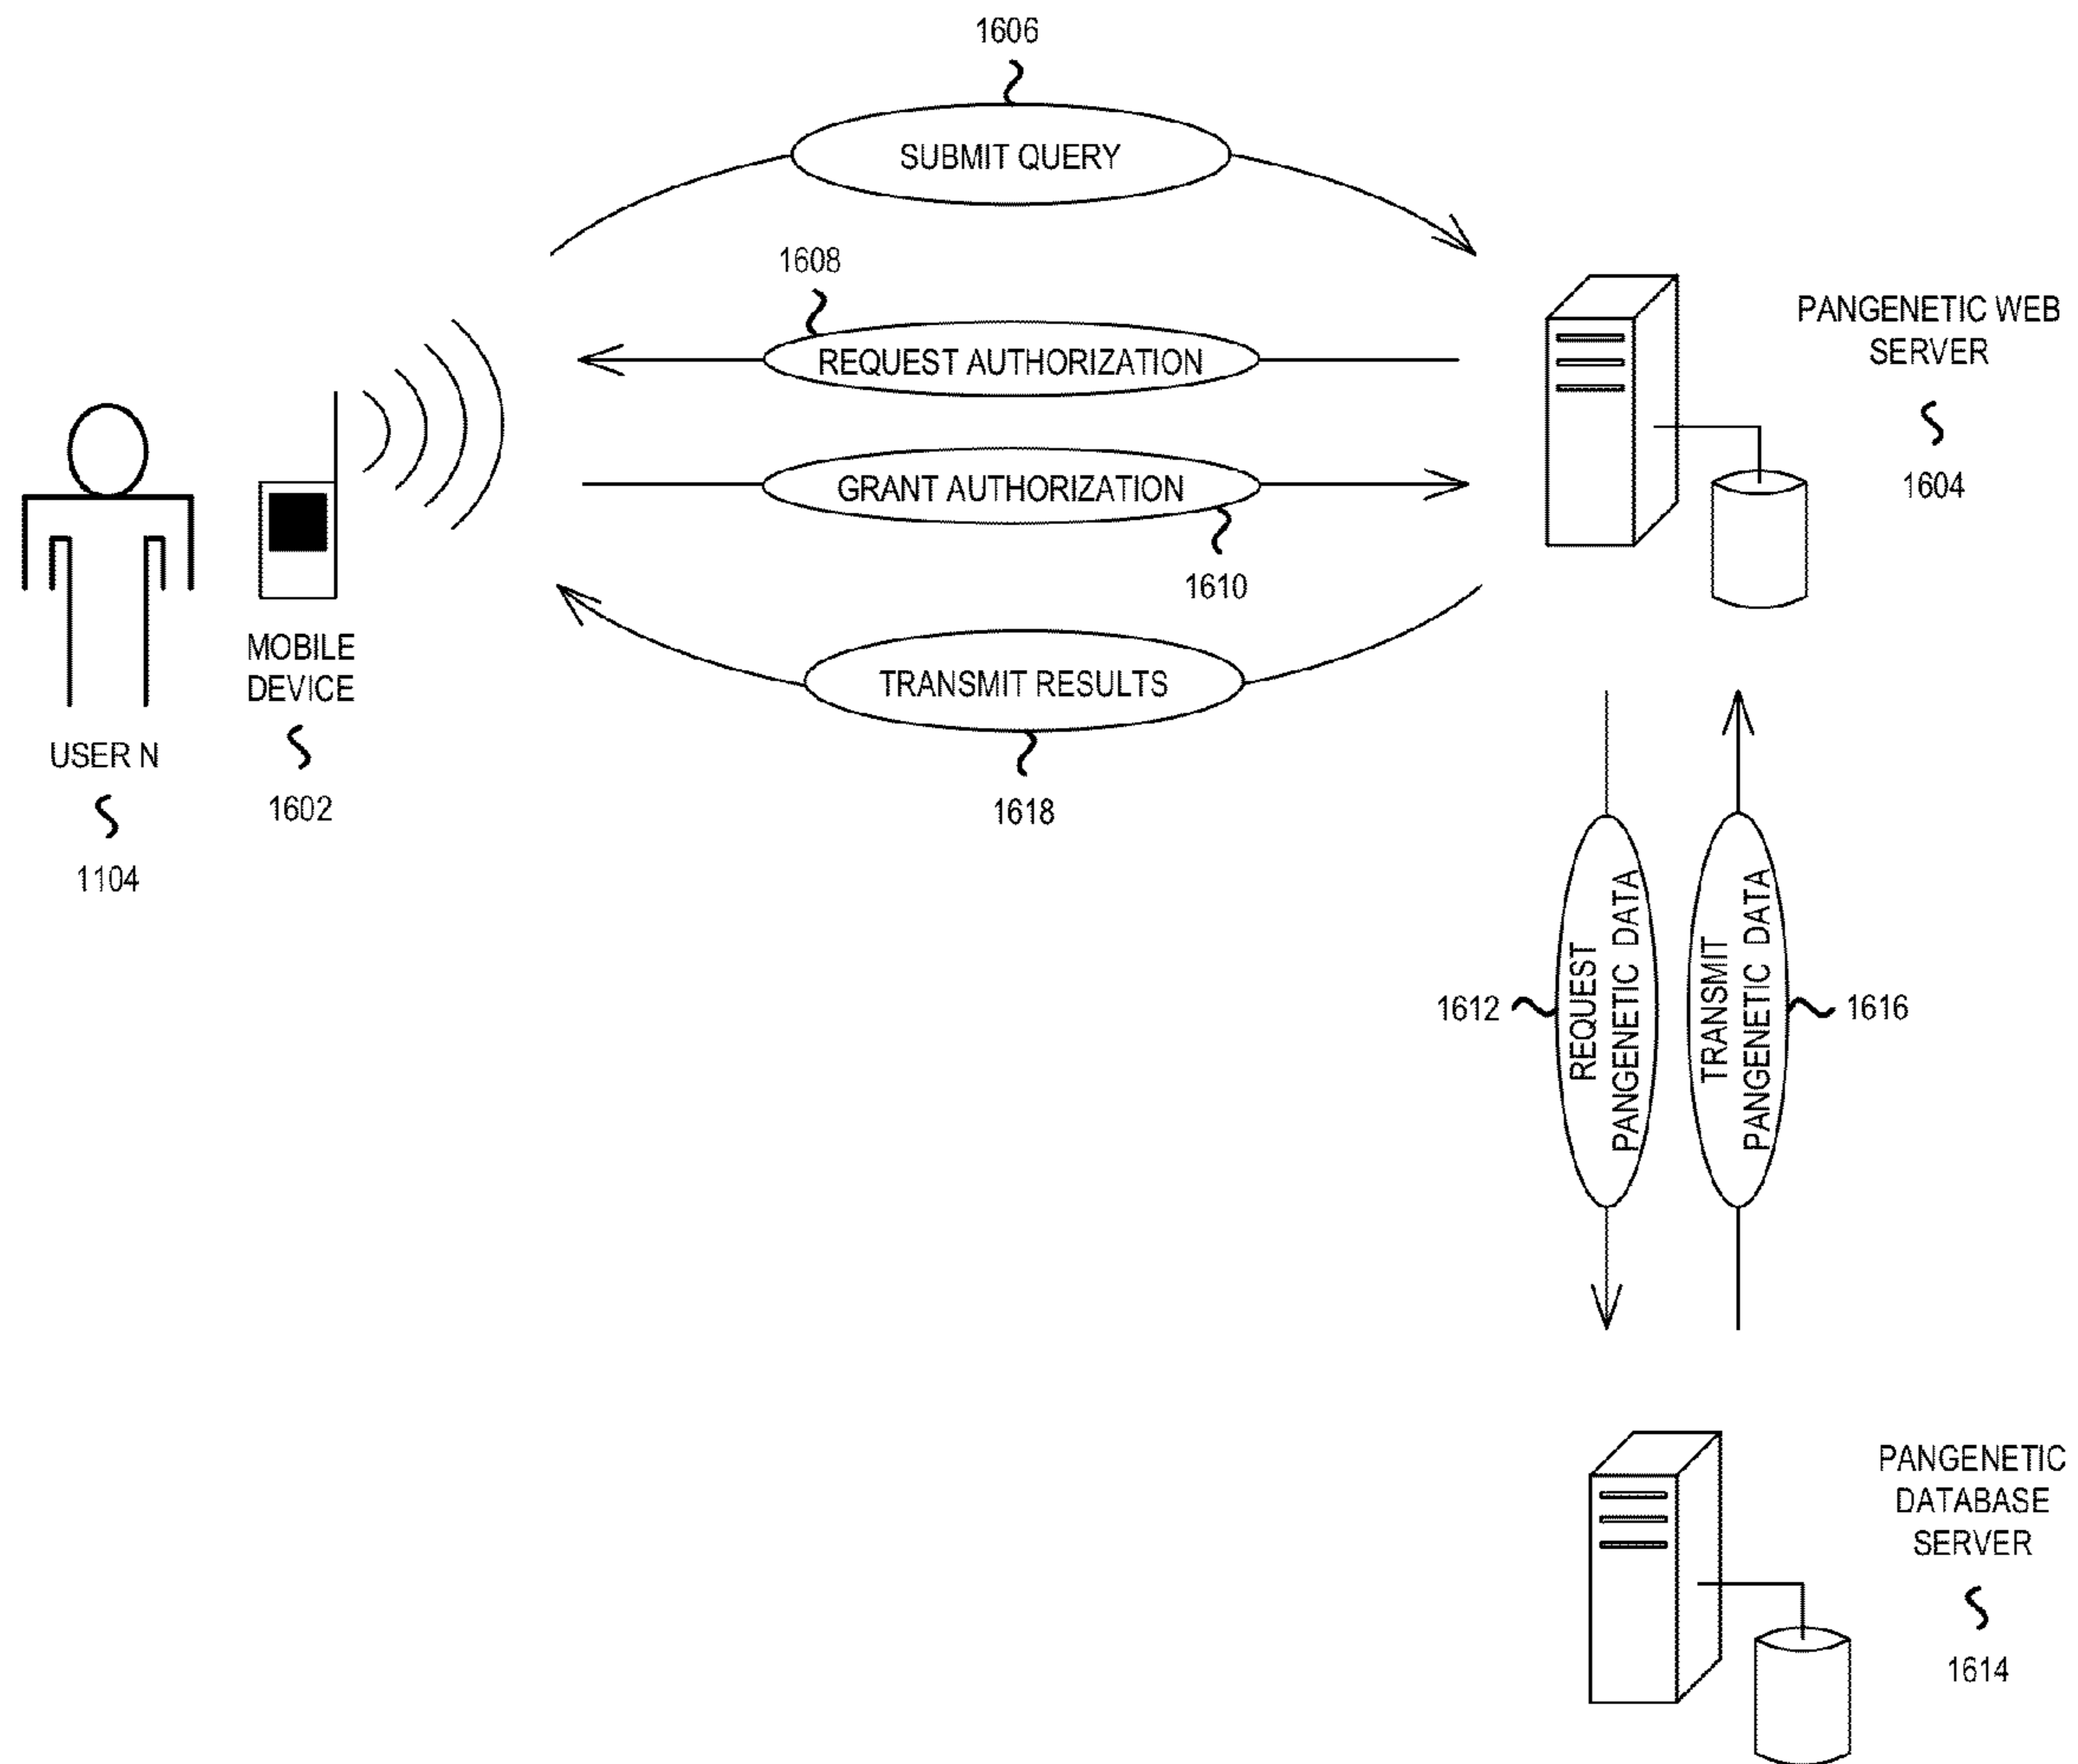 1606
SUBMIT QUERY
1608
REQUEST AUTHORIZATION
GRANT AUTHORIZATION
1610
TRANSMIT RESULTS
1618
PANGENETIC WEB
SERVER
1604
MOBILE
DEVICE
1602
USER N
1104
1612
REQUEST
PANGENETIC DATA
TRANSMIT
PANGENETIC DATA
1616
PANGENETIC
DATABASE
SERVER
1614